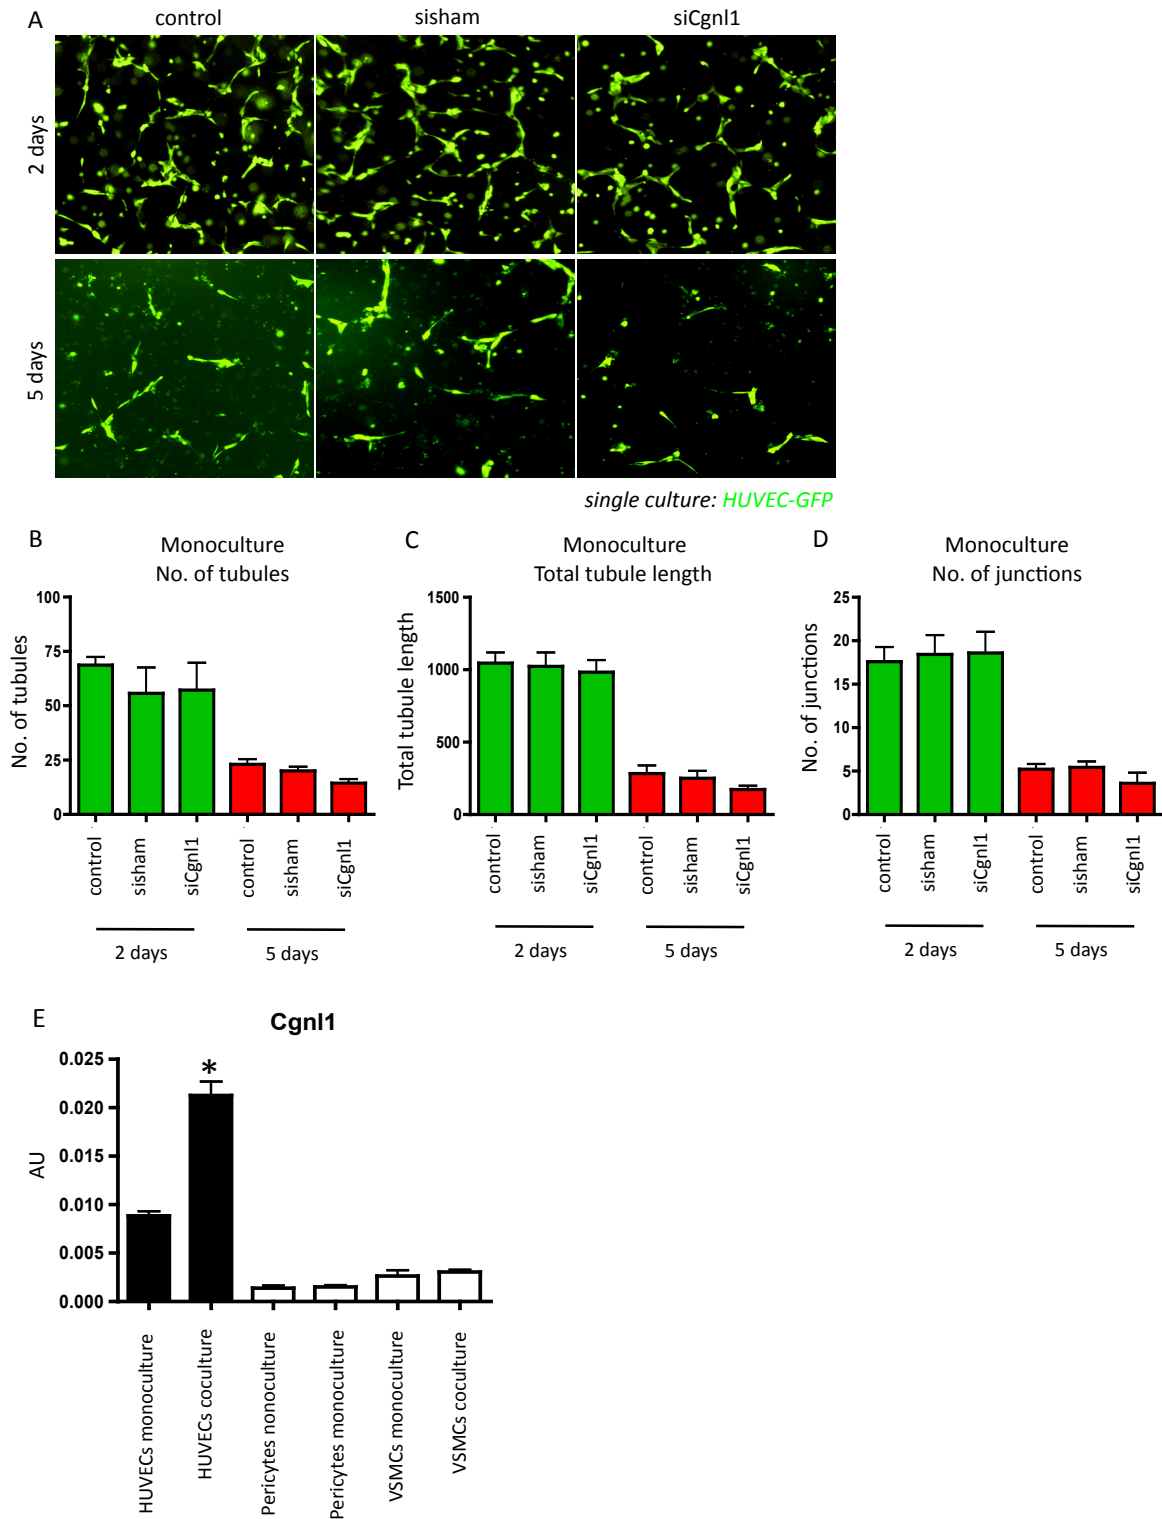 A
control
sisham
siCgnl1
2 days
5 days
single culture: HUVEC-GFP
B
Monoculture
No. of tubules
No. of tubules
100
75
50
25
0
control
sisham
siCgnl1
control
sisham
siCgnl1
2 days
5 days
C
Monoculture
Total tubule length
Total tubule length
1500
1000
500
0
control
sisham
siCgnl1
control
sisham
siCgnl1
2 days
5 days
D
Monoculture
No. of junctions
No. of junctions
25
20
15
10
5
0
control
sisham
siCgnl1
control
sisham
siCgnl1
2 days
5 days
E
Cgnl1
AU
0.025
0.020
0.015
0.010
0.005
0.000
*
HUVECs monoculture
HUVECs coculture
Pericytes nonoculture
Pericytes monoculture
VSMCs monoculture
VSMCs coculture